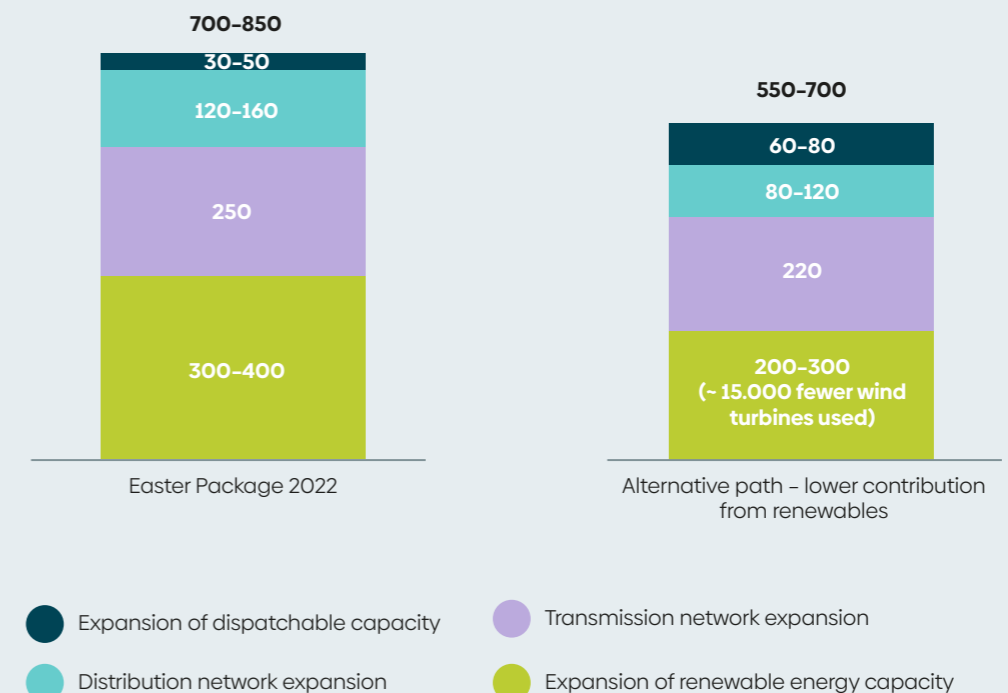 700–850
30–50
120–160
250
300–400
Easter Package 2022
550–700
60–80
80–120
220
200–300
(~ 15.000 fewer wind
turbines used)
Alternative path – lower contribution
from renewables
Expansion of dispatchable capacity
Transmission network expansion
Distribution network expansion
Expansion of renewable energy capacity